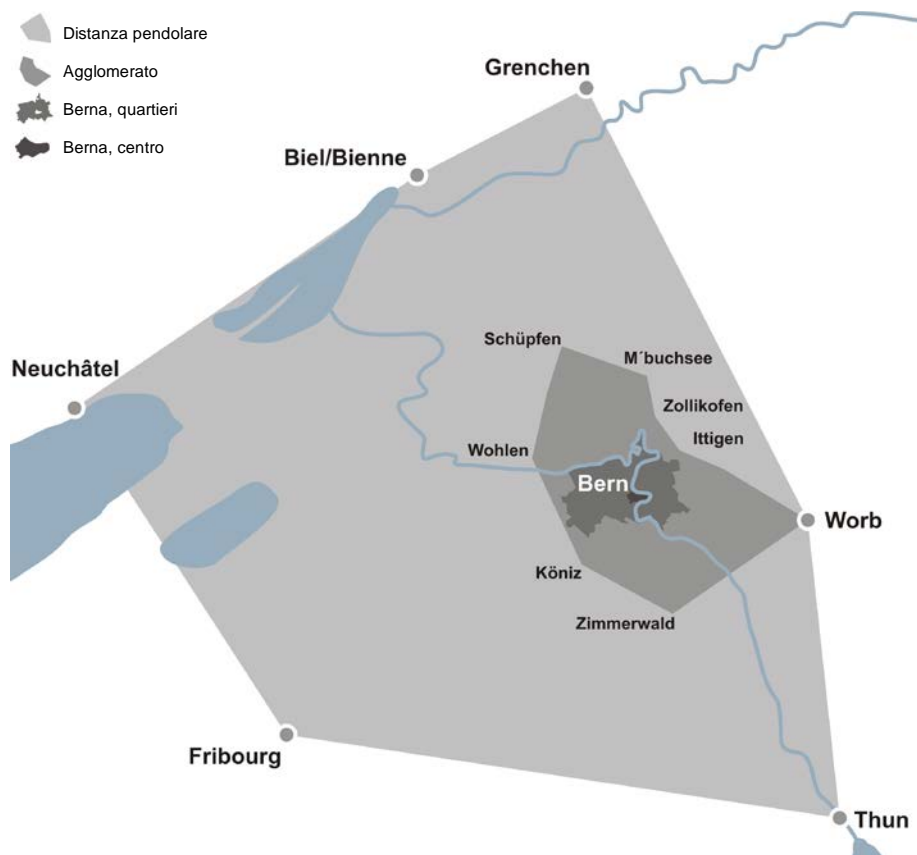 Distanza pendolare
Agglomerato
Berna, quartieri
Berna, centro
Grenchen
Biel/Bienne
Schüpfen
M´buchsee
Neuchâtel
Zollikofen
Ittigen
Wohlen
Bern
Worb
Köniz
Zimmerwald
Fribourg
Thun